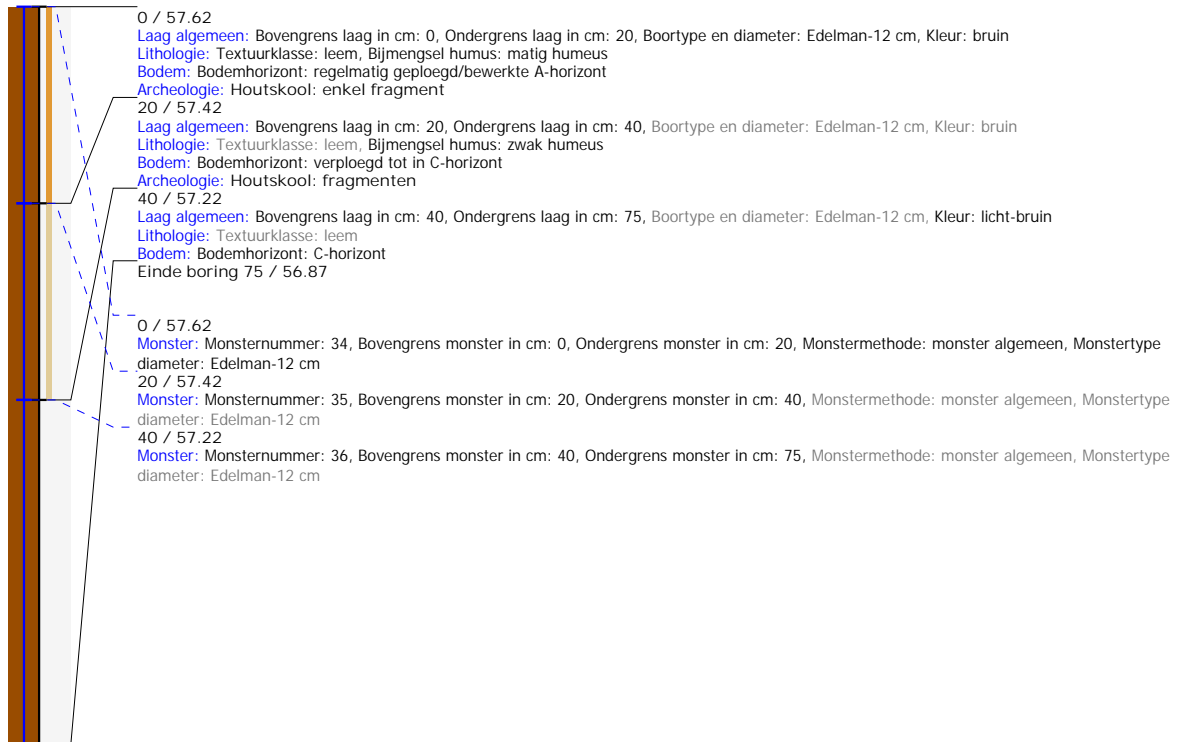 0 / 57.62
Laag algemeen: Bovengrens laag in cm: 0, Ondergrens laag in cm: 20, Boortype en diameter: Edelman-12 cm, Kleur: bruin
Lithologie: Textuurklasse: leem, Bijmengsel humus: matig humeus
Bodem: Bodemhorizont: regelmatig geploegd/bewerkte A-horizont
Archeologie: Houtskool: enkel fragment
20 / 57.42
Laag algemeen: Bovengrens laag in cm: 20, Ondergrens laag in cm: 40, Boortype en diameter: Edelman-12 cm, Kleur: bruin
Lithologie: Textuurklasse: leem, Bijmengsel humus: zwak humeus
Bodem: Bodemhorizont: verploegd tot in C-horizont
Archeologie: Houtskool: fragmenten
40 / 57.22
Laag algemeen: Bovengrens laag in cm: 40, Ondergrens laag in cm: 75, Boortype en diameter: Edelman-12 cm, Kleur: licht-bruin
Lithologie: Textuurklasse: leem
Bodem: Bodemhorizont: C-horizont
Einde boring 75 / 56.87
0 / 57.62
Monster: Monsternummer: 34, Bovengrens monster in cm: 0, Ondergrens monster in cm: 20, Monstermethode: monster algemeen, Monstertype
diameter: Edelman-12 cm
20 / 57.42
Monster: Monsternummer: 35, Bovengrens monster in cm: 20, Ondergrens monster in cm: 40, Monstermethode: monster algemeen, Monstertype
diameter: Edelman-12 cm
40 / 57.22
Monster: Monsternummer: 36, Bovengrens monster in cm: 40, Ondergrens monster in cm: 75, Monstermethode: monster algemeen, Monstertype
diameter: Edelman-12 cm